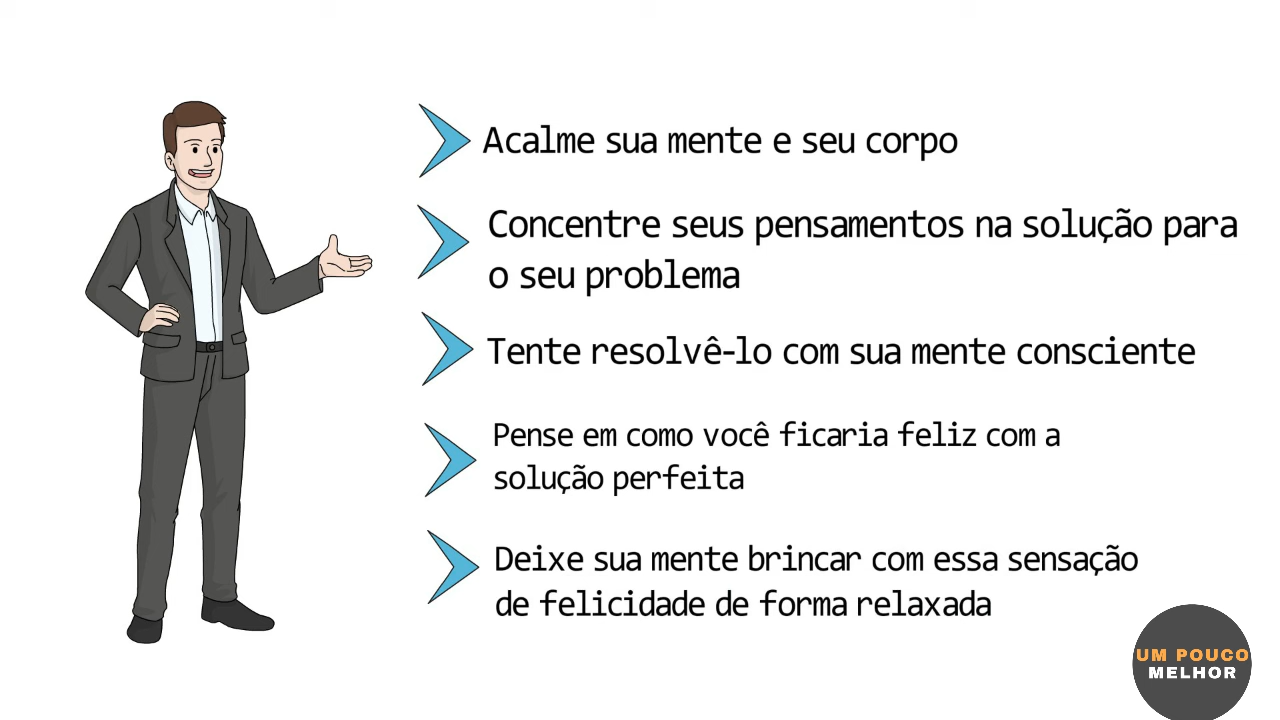 Acalme sua mente e seu corpo
Concentre seus pensamentos na solução para
o seu problema
Tente resolvê-lo com sua mente consciente
Pense em como você ficaria feliz com a
solução perfeita
Deixe sua mente brincar com essa sensação
de felicidade de forma relaxada
UM POUCO
MELHOR